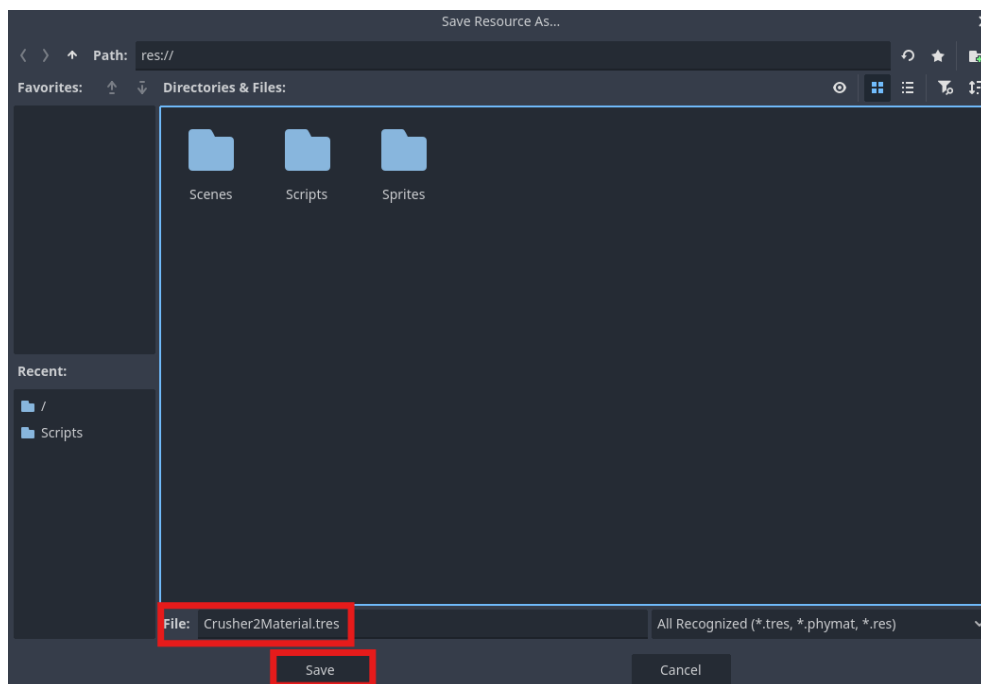 Save Resource As...
Path: res://
Favorites: Directories & Files:
Scenes Scripts Sprites
Recent:
/
Scripts
File: Crusher2Material.tres All Recognized (*.tres, *.phymat, *.res)
Save Cancel